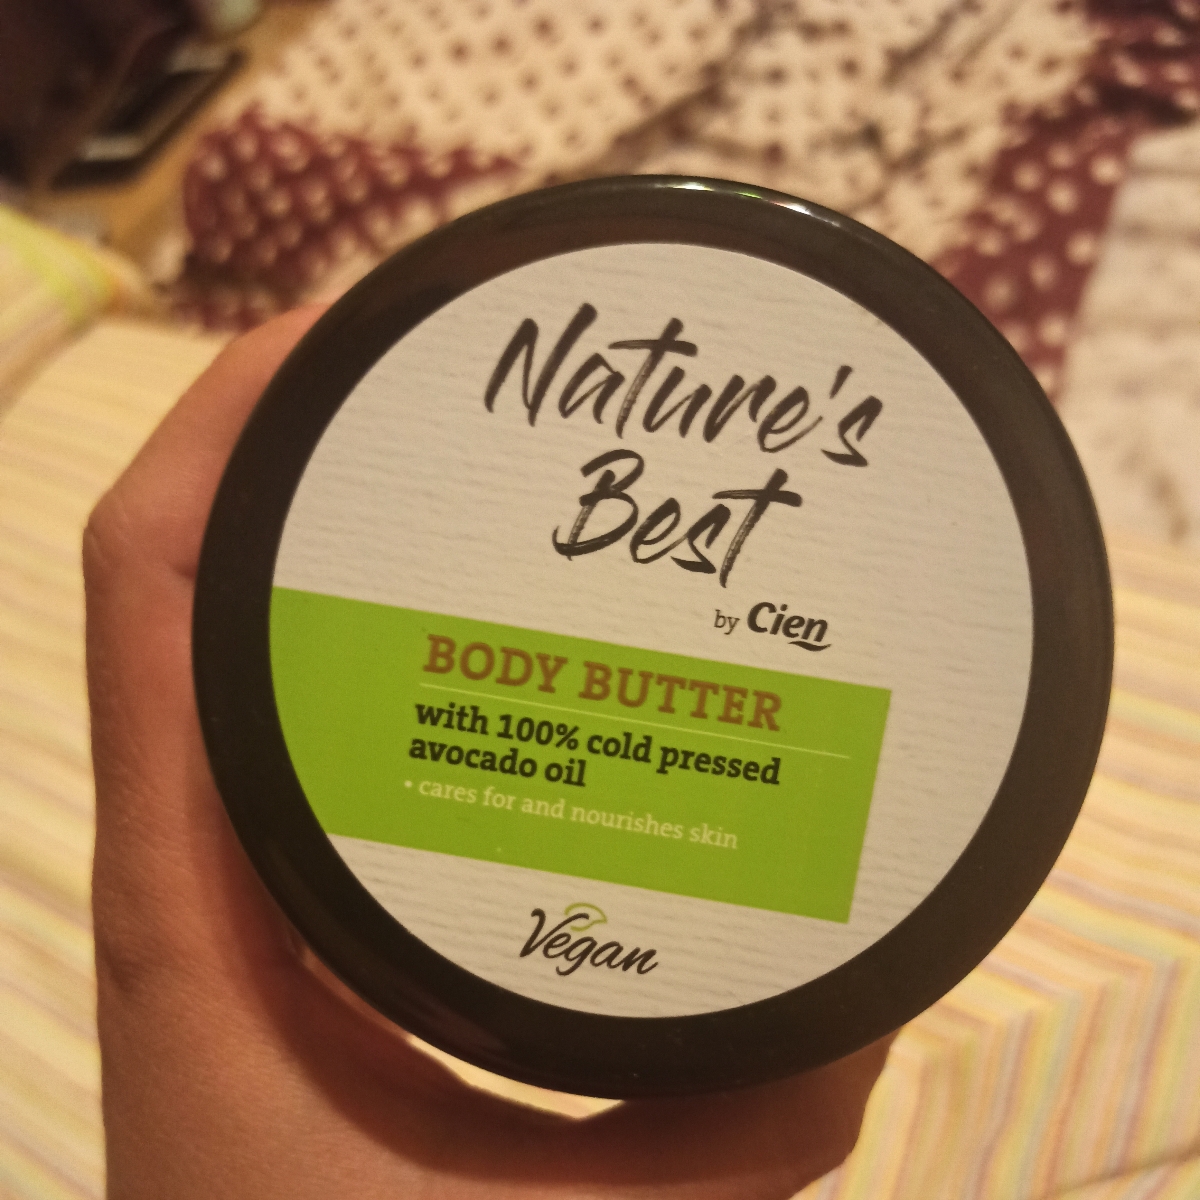 Nature's
Best
by Cien
BODY BUTTER
with 100% cold pressed
avocado oil
• cares for and nourishes skin
Vegan